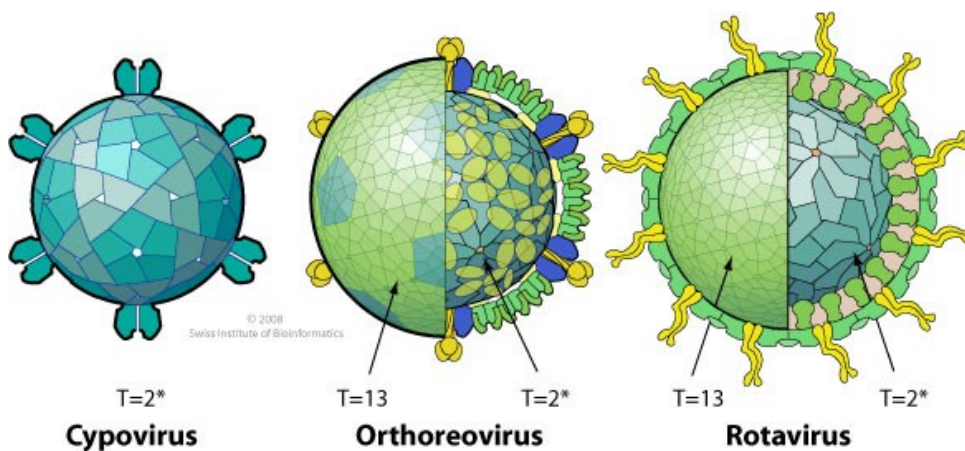 © 2008
Swiss Institute of Bioinformatics
T=2*
T=13
T=2*
T=13
T=2*
Cypovirus
Orthoreovirus
Rotavirus